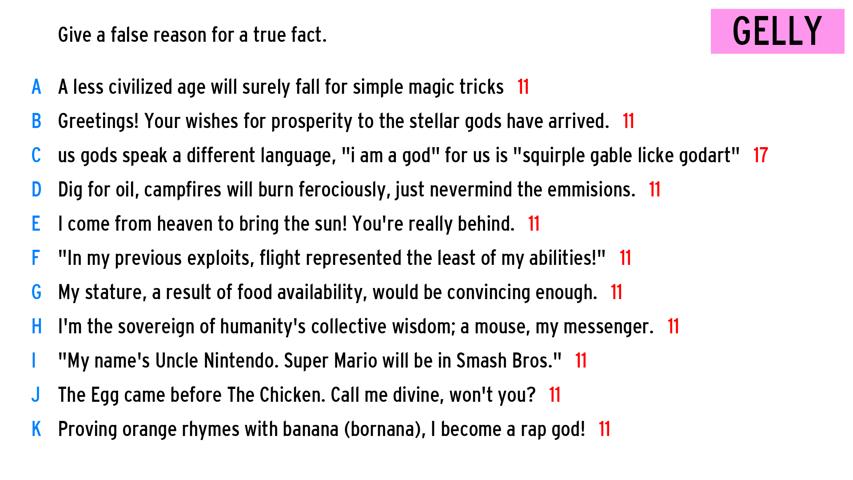 Give a false reason for a true fact.
GELLY
A A less civilized age will surely fall for simple magic tricks 11
B Greetings! Your wishes for prosperity to the stellar gods have arrived. 11
C us gods speak a different language, "i am a god" for us is "squirple gable licke godart" 17
D Dig for oil, campfires will burn ferociously, just nevermind the emmisions. 11
E I come from heaven to bring the sun! You're really behind. 11
F "In my previous exploits, flight represented the least of my abilities!" 11
G My stature, a result of food availability, would be convincing enough. 11
H I'm the sovereign of humanity's collective wisdom; a mouse, my messenger. 11
I "My name's Uncle Nintendo. Super Mario will be in Smash Bros." 11
J The Egg came before The Chicken. Call me divine, won't you? 11
K Proving orange rhymes with banana (bornana), I become a rap god! 11